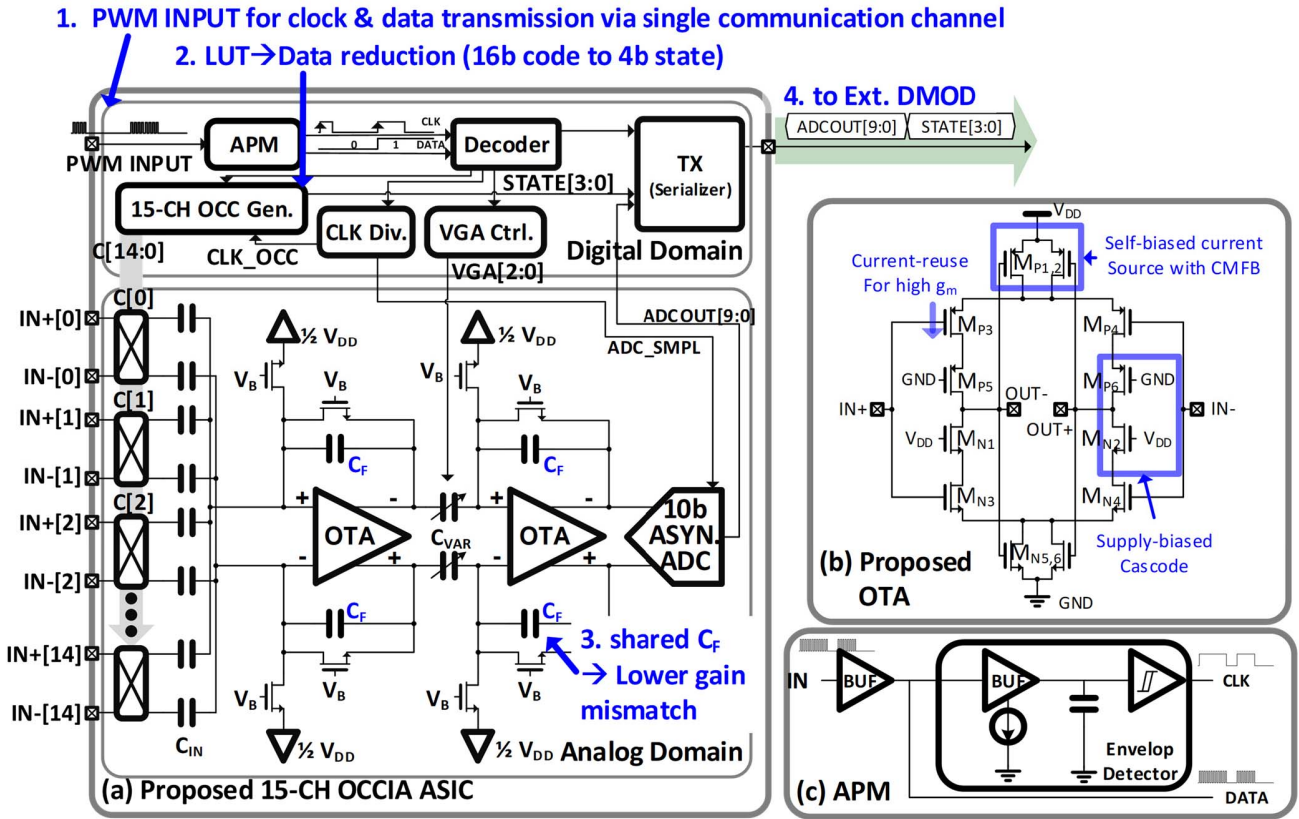 1. PWM INPUT for clock & data transmission via single communication channel
2. LUT→Data reduction (16b code to 4b state)
4. to Ext. DMOD
ADCOUT[9:0] STATE[3:0]
PWM INPUT
APM
CLK
0 1 DATA
Decoder
TX
(Serializer)
STATE[3:0]
15-CH OCC Gen.
CLK Div.
VGA Ctrl.
CLK_OCC
Digital Domain
C[14:0]
VGA[2:0]
C[0]
IN+[0]
IN-[0]
C[1]
IN+[1]
IN-[1]
C[2]
IN+[2]
IN-[2]
IN+[14]
IN-[14]
CIN
½ VDD
½ VDD
ADCOUT[9:0]
ADC_SMPL
VB
VB
VB
VB
CF
CF
+
-
+
-
OTA
CVAR
OTA
-
+
-
+
10b
ASYN.
ADC
CF
CF
VB
VB
VB
VB
3. shared CF
→ Lower gain
mismatch
½ VDD
½ VDD
Analog Domain
(a) Proposed 15-CH OCCIA ASIC
VDD
Current-reuse
For high gm
MP1,2
Self-biased current
Source with CMFB
MP3
MP4
GND
MP5
MP6
GND
IN+
OUT-
OUT+
IN-
VDD
MN1
MN2
VDD
MN3
MN4
MN5,6
Supply-biased
Cascode
GND
(b) Proposed
OTA
IN
BUF
BUF
CLK
Envelop
Detector
DATA
(c) APM